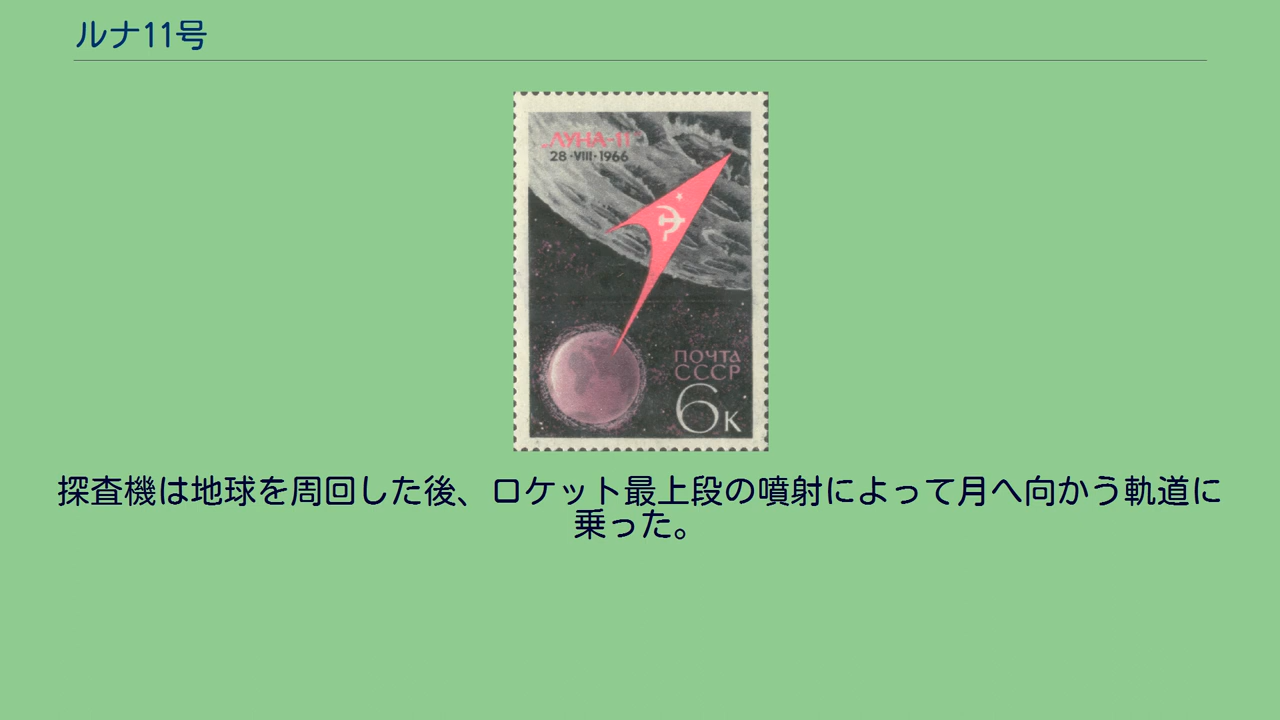 ルナ11号
„ЛУНА-11"
28·VIII·1966
ПОЧТА
СССР
6к
探査機は地球を周回した後、ロケット最上段の噴射によって月へ向かう軌道に
乗った。